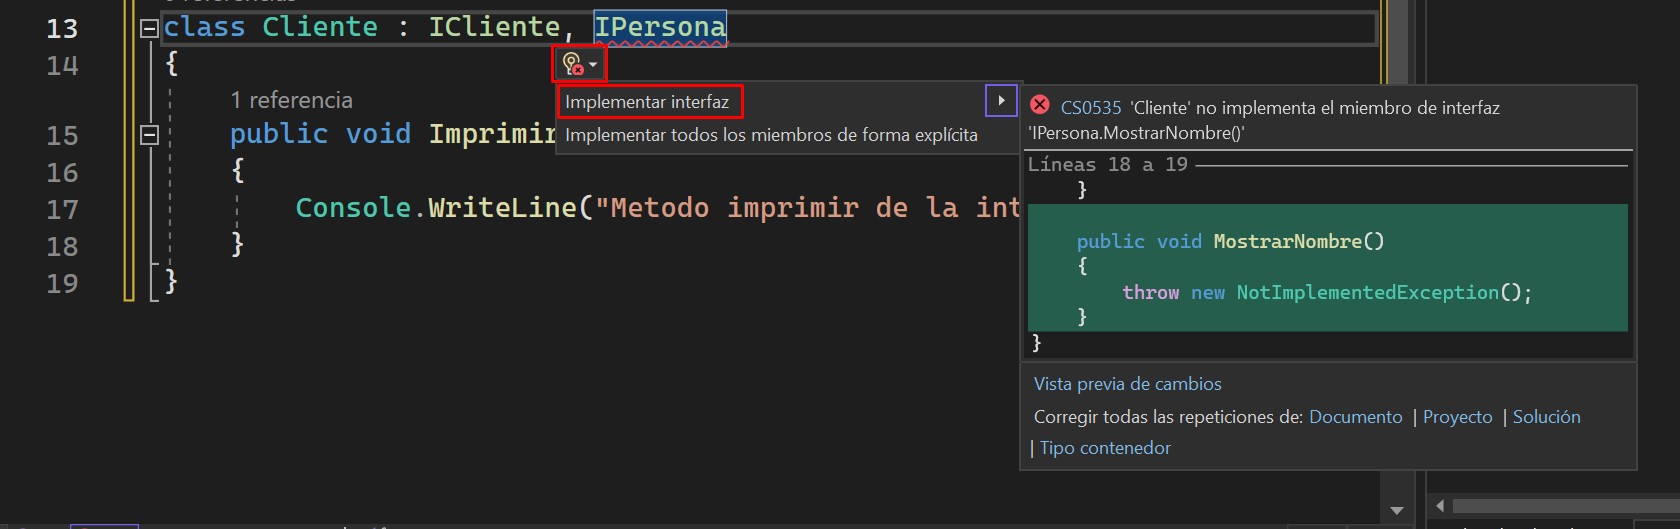 13 class Cliente : ICliente, IPersona
14 {
1 referencia
15 public void Imprimir
16 {
17 Console.WriteLine("Metodo imprimir de la int
18 }
19 }
Implementar interfaz
Implementar todos los miembros de forma explícita
CS0535 'Cliente' no implementa el miembro de interfaz
'IPersona.MostrarNombre()'
Líneas 18 a 19
}
public void MostrarNombre()
{
throw new NotImplementedException();
}
}
Vista previa de cambios
Corregir todas las repeticiones de: Documento | Proyecto | Solución
| Tipo contenedor